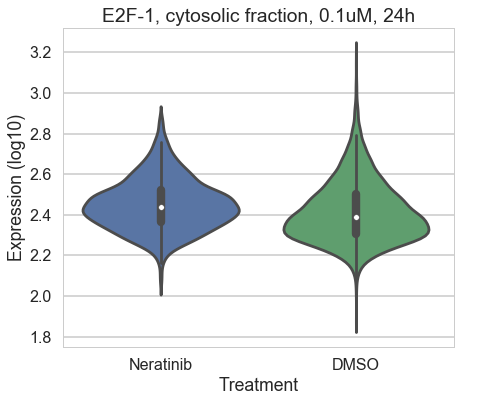 E2F-1, cytosolic fraction, 0.1uM, 24h
Expression (log10)
3.2
3.0
2.8
2.6
2.4
2.2
2.0
1.8
Neratinib
DMSO
Treatment